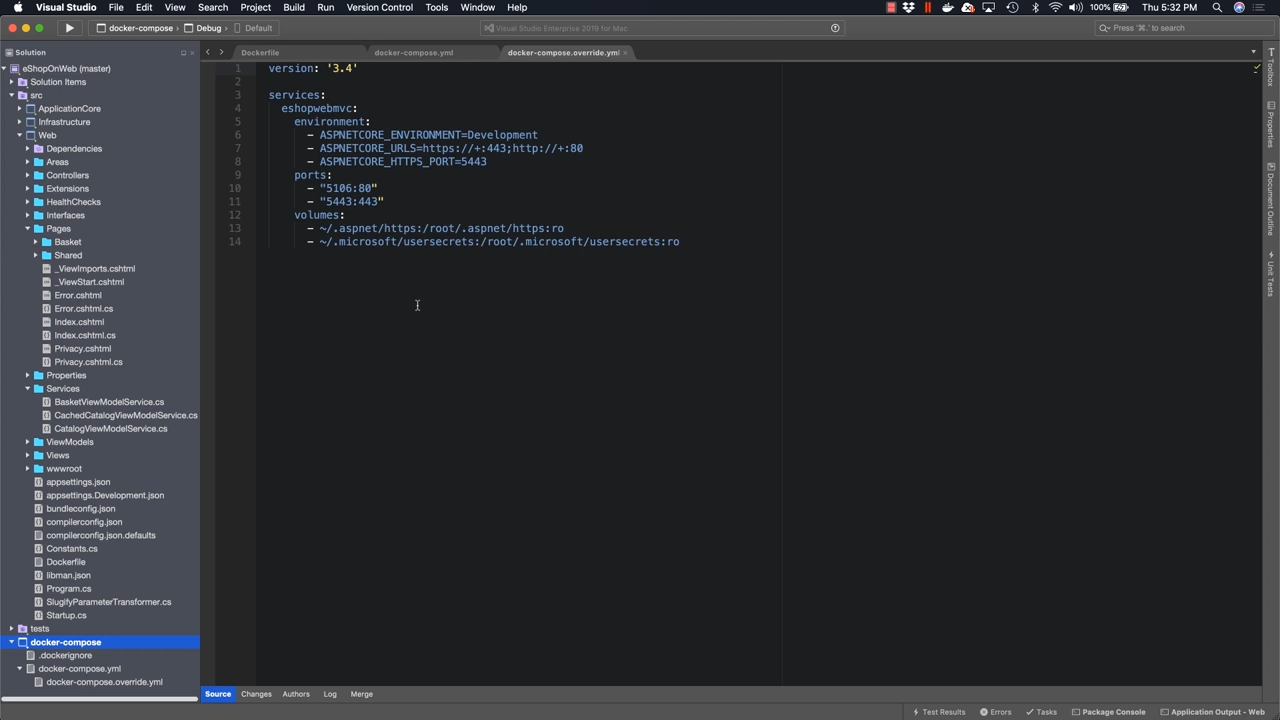 Visual Studio File Edit View Search Project Build Run Version Control Tools Window Help 100% Thu 5:32 PM
docker-compose Debug Default Visual Studio Enterprise 2019 for Mac Press '⌘.' to search
Solution
Dockerfile docker-compose.yml docker-compose.override.yml
eShopOnWeb (master)
Solution Items
src
ApplicationCore
Infrastructure
Web
Dependencies
Areas
Controllers
Extensions
HealthChecks
Interfaces
Pages
Basket
Shared
_ViewImports.cshtml
_ViewStart.cshtml
Error.cshtml
Error.cshtml.cs
Index.cshtml
Index.cshtml.cs
Privacy.cshtml
Privacy.cshtml.cs
Properties
Services
BasketViewModelService.cs
CachedCatalogViewModelService.cs
CatalogViewModelService.cs
ViewModels
Views
wwwroot
appsettings.json
appsettings.Development.json
bundleconfig.json
compilerconfig.json
compilerconfig.json.defaults
Constants.cs
Dockerfile
libman.json
Program.cs
SlugifyParameterTransformer.cs
Startup.cs
tests
docker-compose
.dockerignore
docker-compose.yml
docker-compose.override.yml
1 version: '3.4'
2
3 services:
4 eshopwebmvc:
5 environment:
6 - ASPNETCORE_ENVIRONMENT=Development
7 - ASPNETCORE_URLS=https://+:443;http://+:80
8 - ASPNETCORE_HTTPS_PORT=5443
9 ports:
10 - "5106:80"
11 - "5443:443"
12 volumes:
13 - ~/.aspnet/https:/root/.aspnet/https:ro
14 - ~/.microsoft/usersecrets:/root/.microsoft/usersecrets:ro
Toolbox
Properties
Document Outline
Unit Tests
Source Changes Authors Log Merge
Test Results Errors Tasks Package Console Application Output - Web